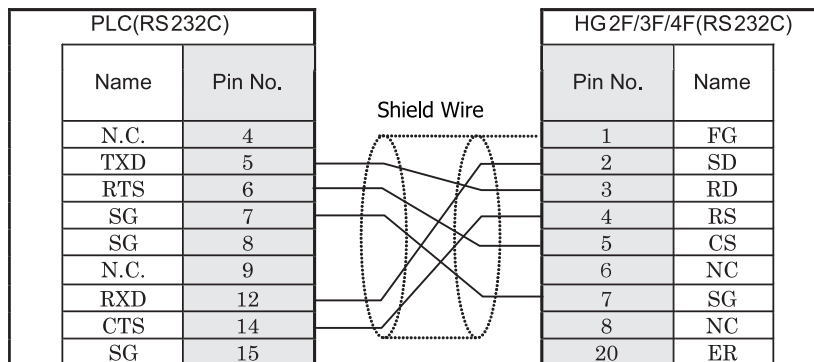 PLC(RS232C) HG2F/3F/4F(RS232C)
Name Pin No. Pin No. Name
Shield Wire
N.C. 4 1 FG
TXD 5 2 SD
RTS 6 3 RD
SG 7 4 RS
SG 8 5 CS
N.C. 9 6 NC
RXD 12 7 SG
CTS 14 8 NC
SG 15 20 ER